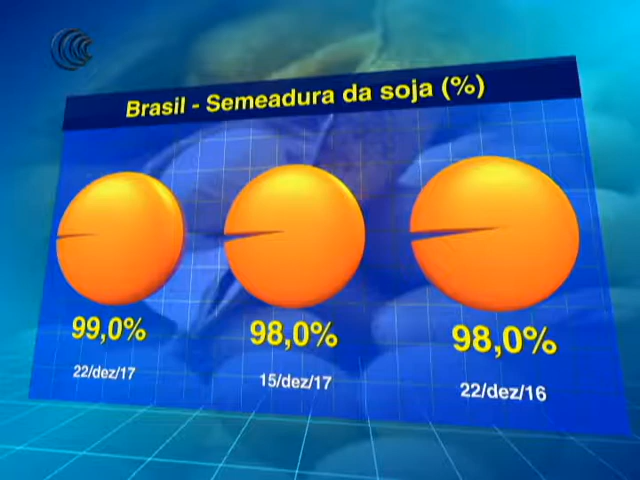 Brasil - Semeadura da soja (%)
99,0%
98,0%
98,0%
22/dez/17
15/dez/17
22/dez/16